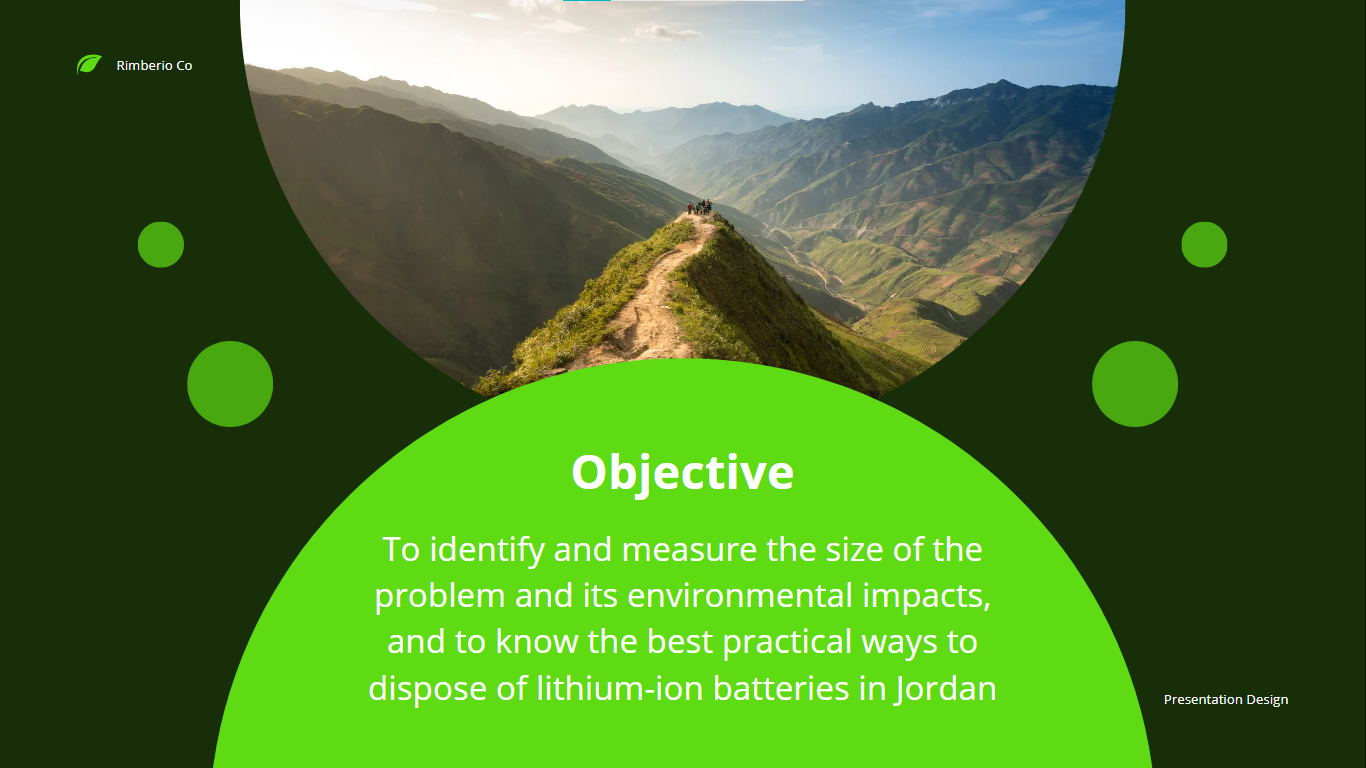 Rimberio Co
Objective
To identify and measure the size of the
problem and its environmental impacts,
and to know the best practical ways to
dispose of lithium-ion batteries in Jordan
Presentation Design